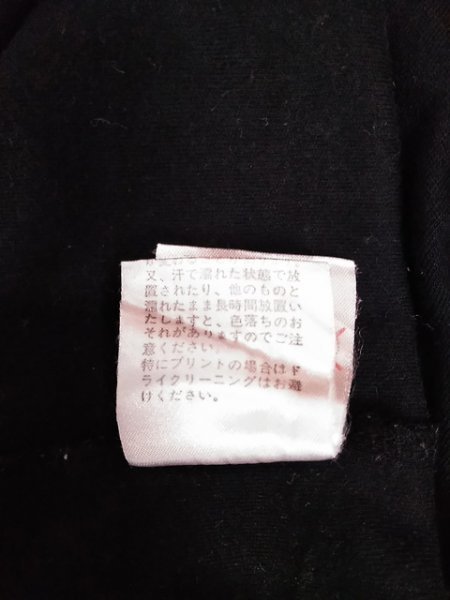 又、汗で濡れた状態で放
置されたり、他のものと
濡れたまま長時間放置い
たしますと、色落ちのお
それがありますのでご注
意ください。
特にプリントの場合はド
ライクリーニングはお避
けください。